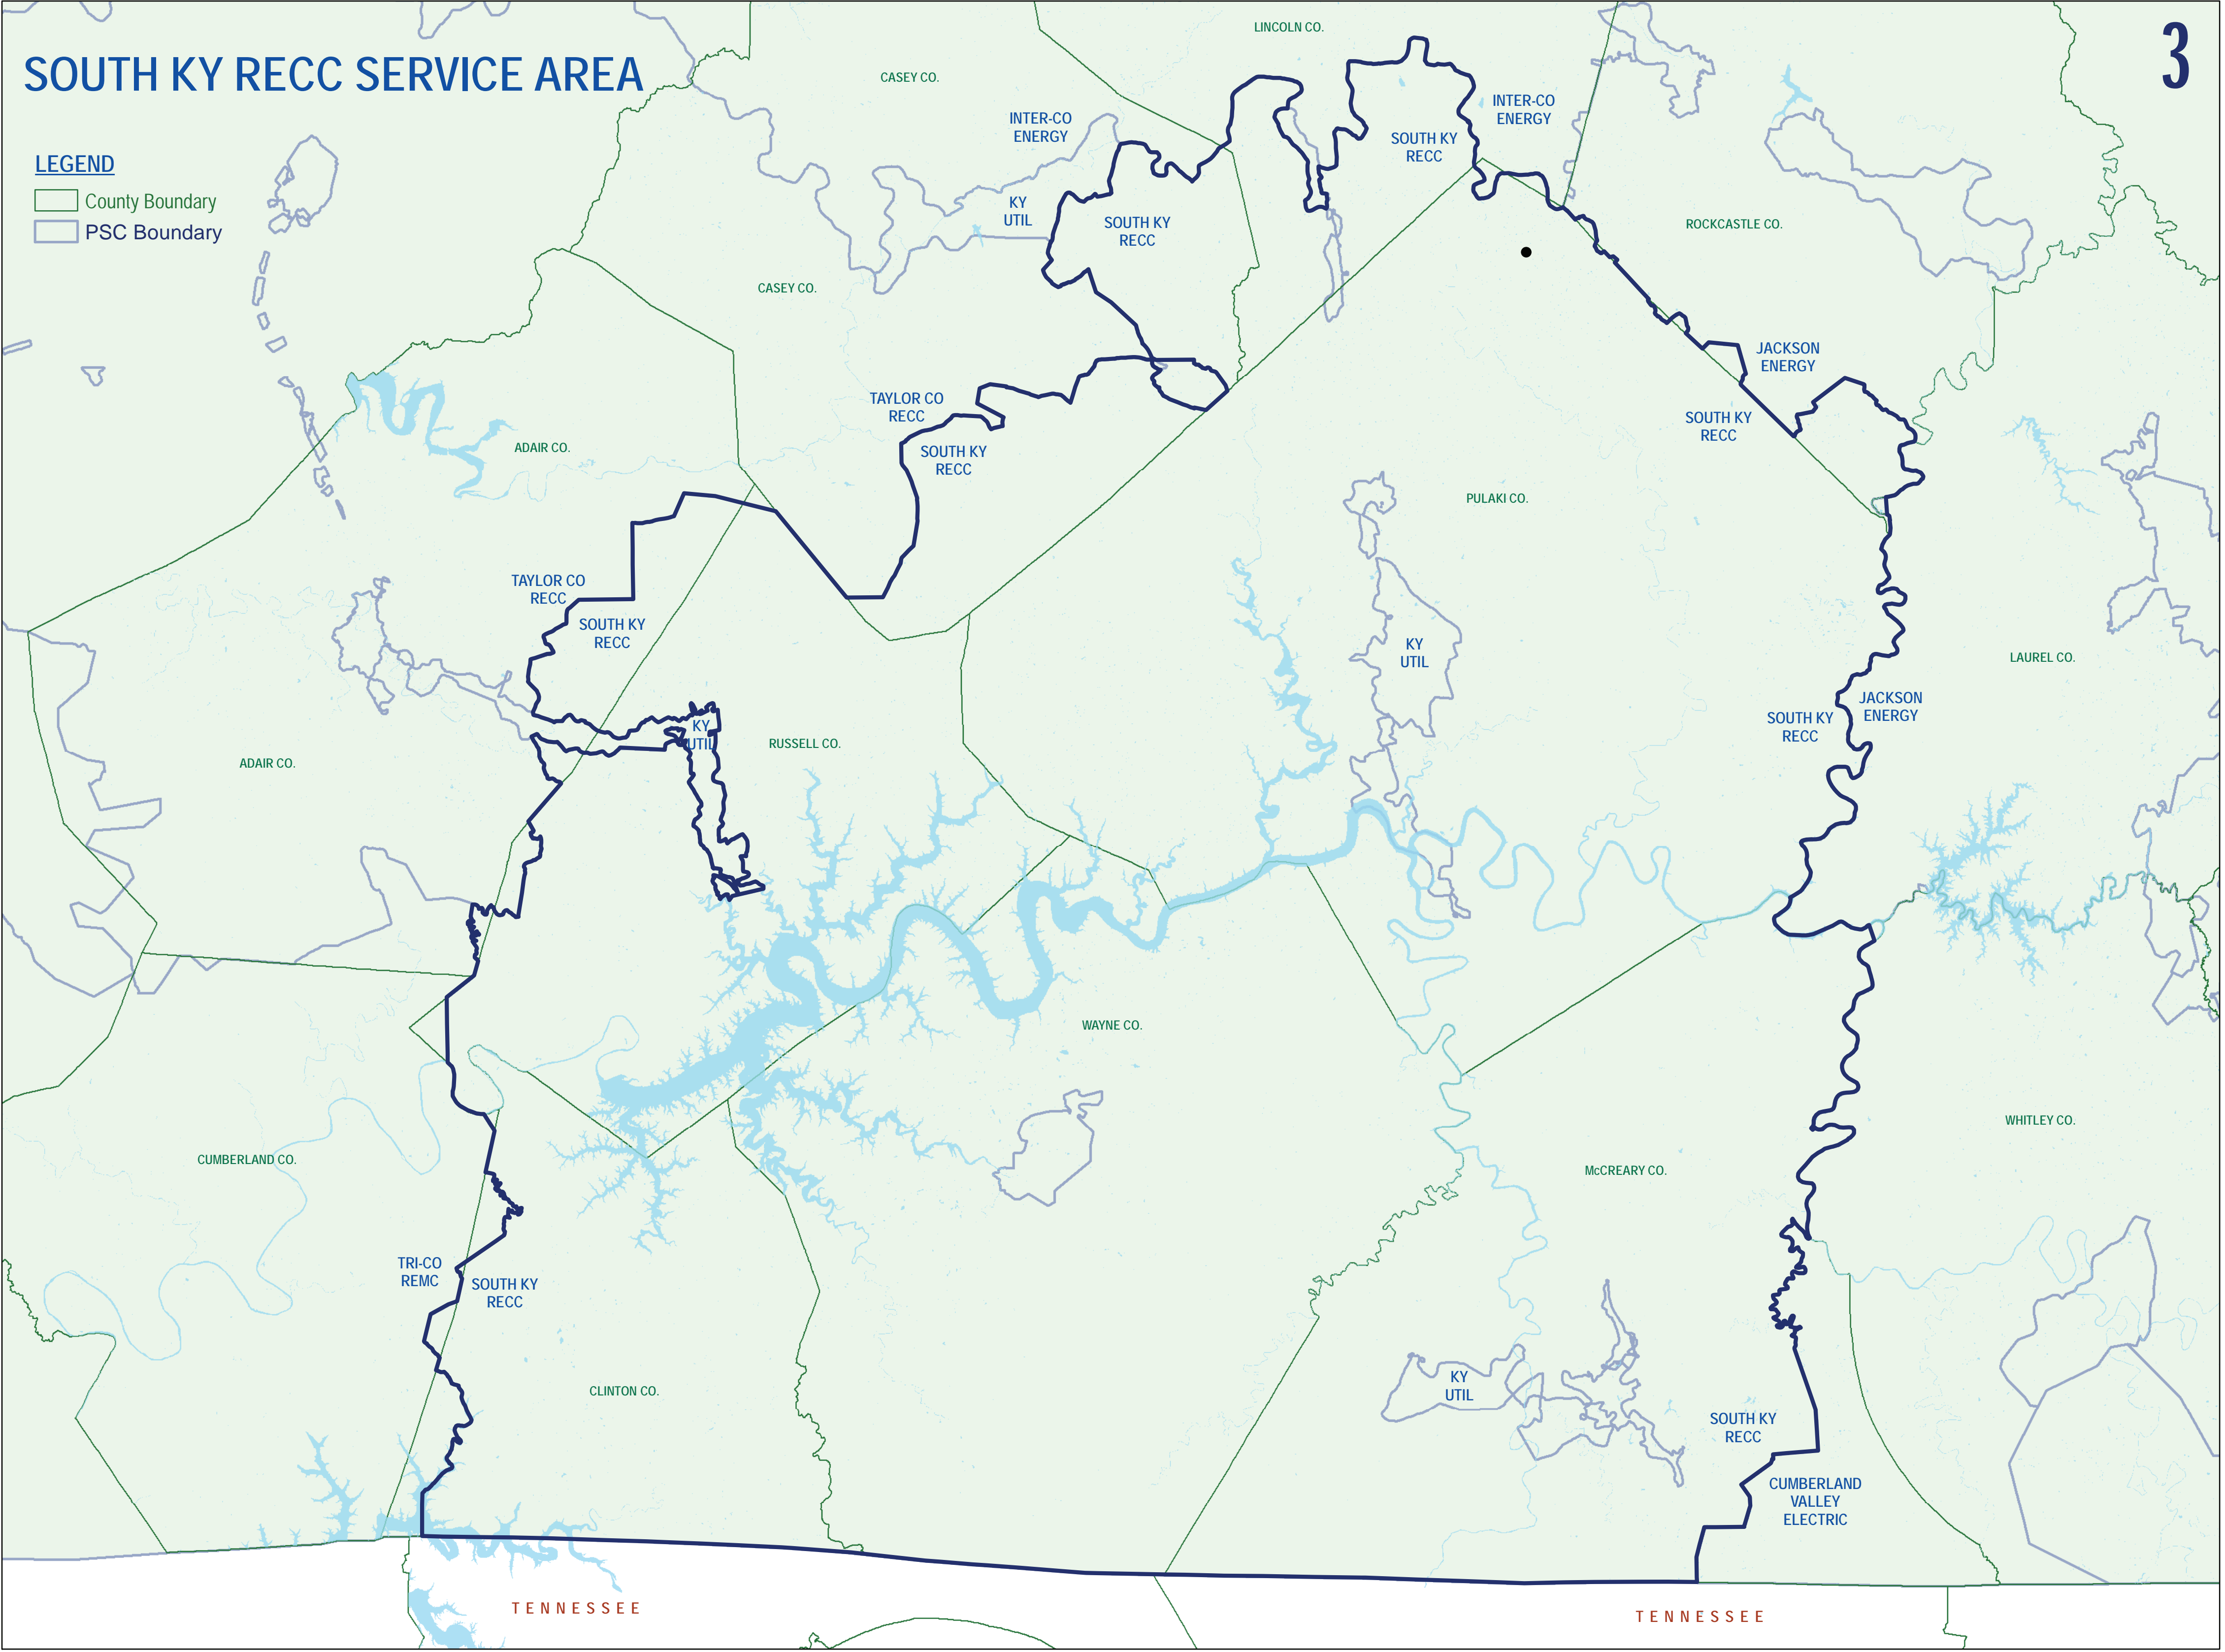 SOUTH KY RECC SERVICE AREA
3
LEGEND
County Boundary
PSC Boundary
LINCOLN CO.
CASEY CO.
INTER-CO
ENERGY
INTER-CO
ENERGY
SOUTH KY
RECC
KY
UTIL
SOUTH KY
RECC
ROCKCASTLE CO.
CASEY CO.
JACKSON
ENERGY
TAYLOR CO
RECC
SOUTH KY
RECC
SOUTH KY
RECC
ADAIR CO.
PULAKI CO.
TAYLOR CO
RECC
SOUTH KY
RECC
KY
UTIL
LAUREL CO.
JACKSON
ENERGY
SOUTH KY
RECC
KY
UTIL
RUSSELL CO.
ADAIR CO.
WAYNE CO.
WHITLEY CO.
CUMBERLAND CO.
McCREARY CO.
TRI-CO
REMC
SOUTH KY
RECC
CLINTON CO.
KY
UTIL
SOUTH KY
RECC
CUMBERLAND
VALLEY
ELECTRIC
TENNESSEE
TENNESSEE